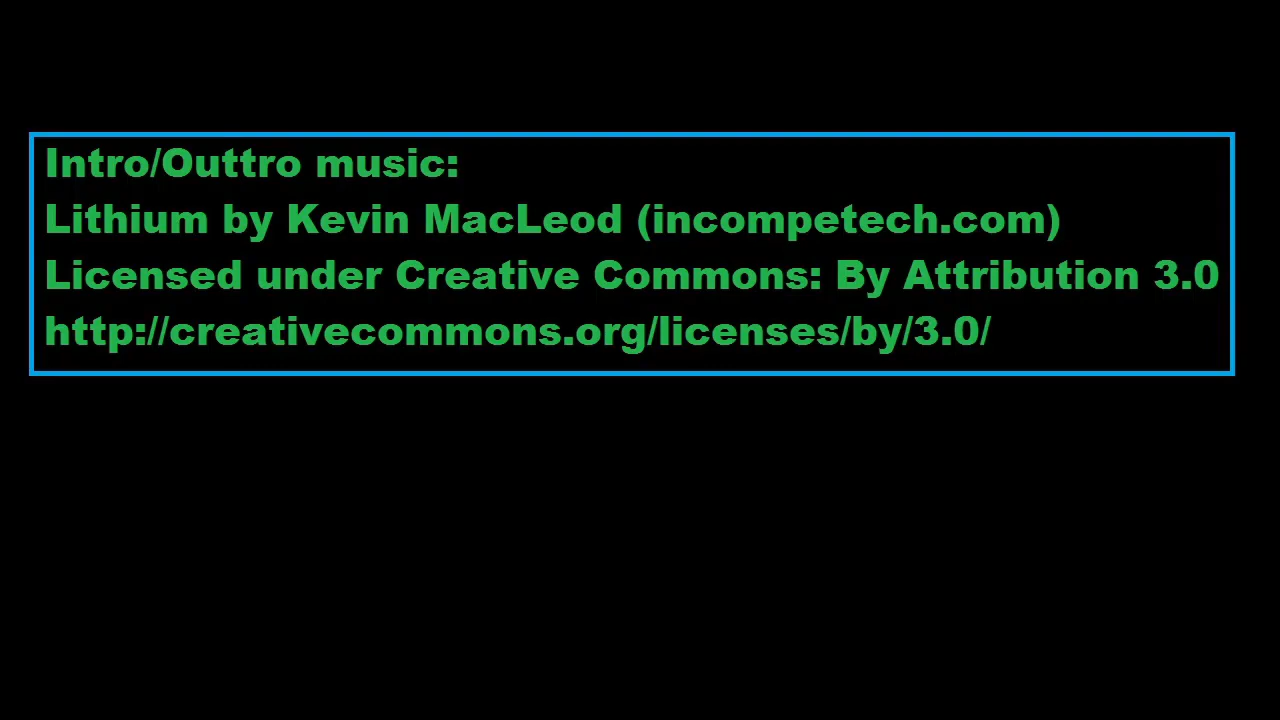 Intro/Outtro music:
Lithium by Kevin MacLeod (incompetech.com)
Licensed under Creative Commons: By Attribution 3.0
http://creativecommons.org/licenses/by/3.0/